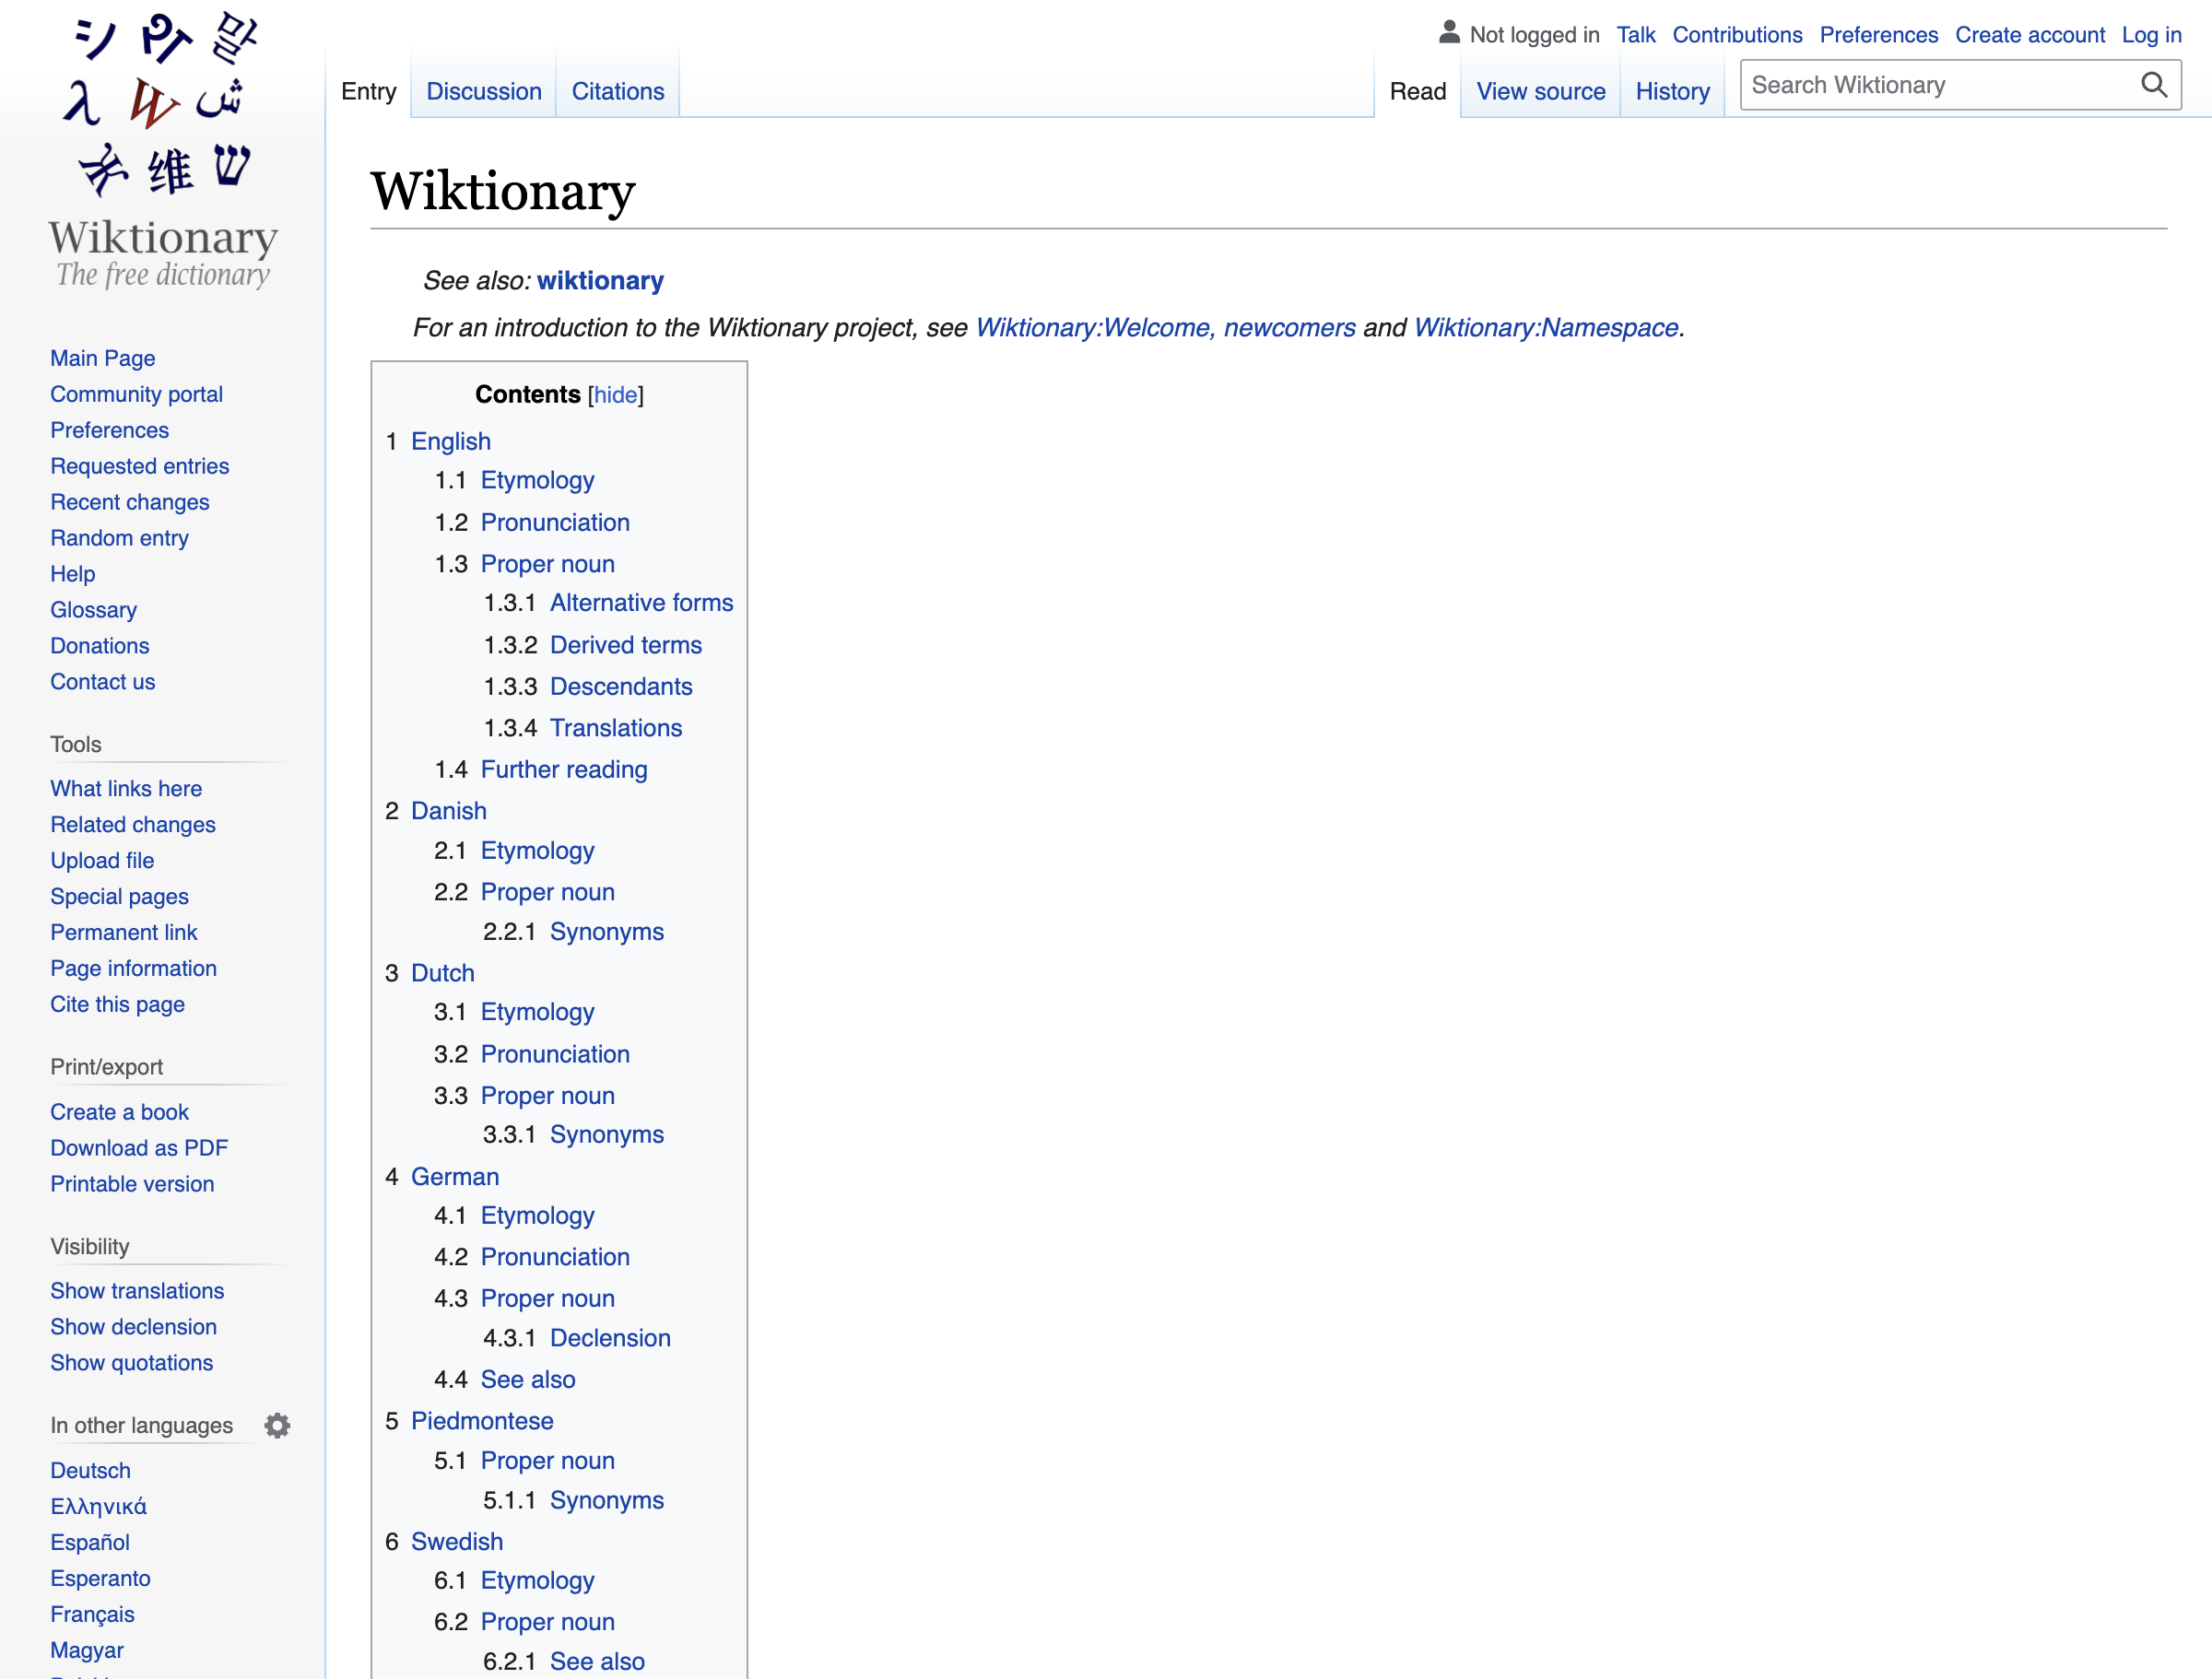 シ
말
λ W ش
维 ש
Wiktionary
The free dictionary
Main Page
Community portal
Preferences
Requested entries
Recent changes
Random entry
Help
Glossary
Donations
Contact us
Tools
What links here
Related changes
Upload file
Special pages
Permanent link
Page information
Cite this page
Print/export
Create a book
Download as PDF
Printable version
Visibility
Show translations
Show declension
Show quotations
In other languages
Deutsch
Ελληνικά
Español
Esperanto
Français
Magyar
Not logged in Talk Contributions Preferences Create account Log in
Entry Discussion Citations Read View source History Search Wiktionary
Wiktionary
See also: wiktionary
For an introduction to the Wiktionary project, see Wiktionary:Welcome, newcomers and Wiktionary:Namespace.
Contents [hide]
1 English
1.1 Etymology
1.2 Pronunciation
1.3 Proper noun
1.3.1 Alternative forms
1.3.2 Derived terms
1.3.3 Descendants
1.3.4 Translations
1.4 Further reading
2 Danish
2.1 Etymology
2.2 Proper noun
2.2.1 Synonyms
3 Dutch
3.1 Etymology
3.2 Pronunciation
3.3 Proper noun
3.3.1 Synonyms
4 German
4.1 Etymology
4.2 Pronunciation
4.3 Proper noun
4.3.1 Declension
4.4 See also
5 Piedmontese
5.1 Proper noun
5.1.1 Synonyms
6 Swedish
6.1 Etymology
6.2 Proper noun
6.2.1 See also